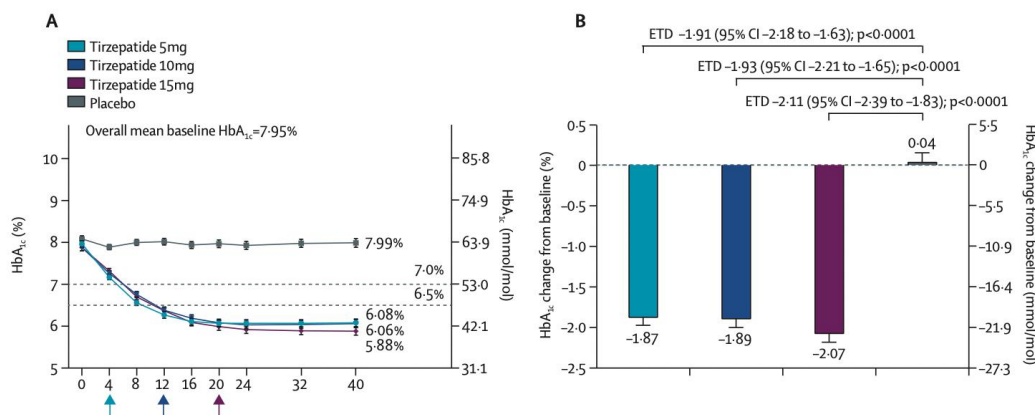 A
Tirzepatide 5mg
Tirzepatide 10mg
Tirzepatide 15mg
Placebo
Overall mean baseline HbA1c=7·95%
HbA1c (%)
10
9
8
7
6
5
0 4 8 12 16 20 24 32 40
7·99%
7·0%
6·5%
6·08%
6·06%
5·88%
85·8
74·9
63·9
53·0
42·1
31·1
HbA1c (mmol/mol)
B
ETD –1·91 (95% CI –2·18 to –1·63); p<0·0001
ETD –1·93 (95% CI –2·21 to –1·65); p<0·0001
ETD –2·11 (95% CI –2·39 to –1·83); p<0·0001
HbA1c change from baseline (%)
0·5
0
–0·5
–1·0
–1·5
–2·0
–2·5
–1·87
–1·89
–2·07
0·04
5·5
0
–5·5
–10·9
–16·4
–21·9
–27·3
HbA1c change from baseline (mmol/mol)